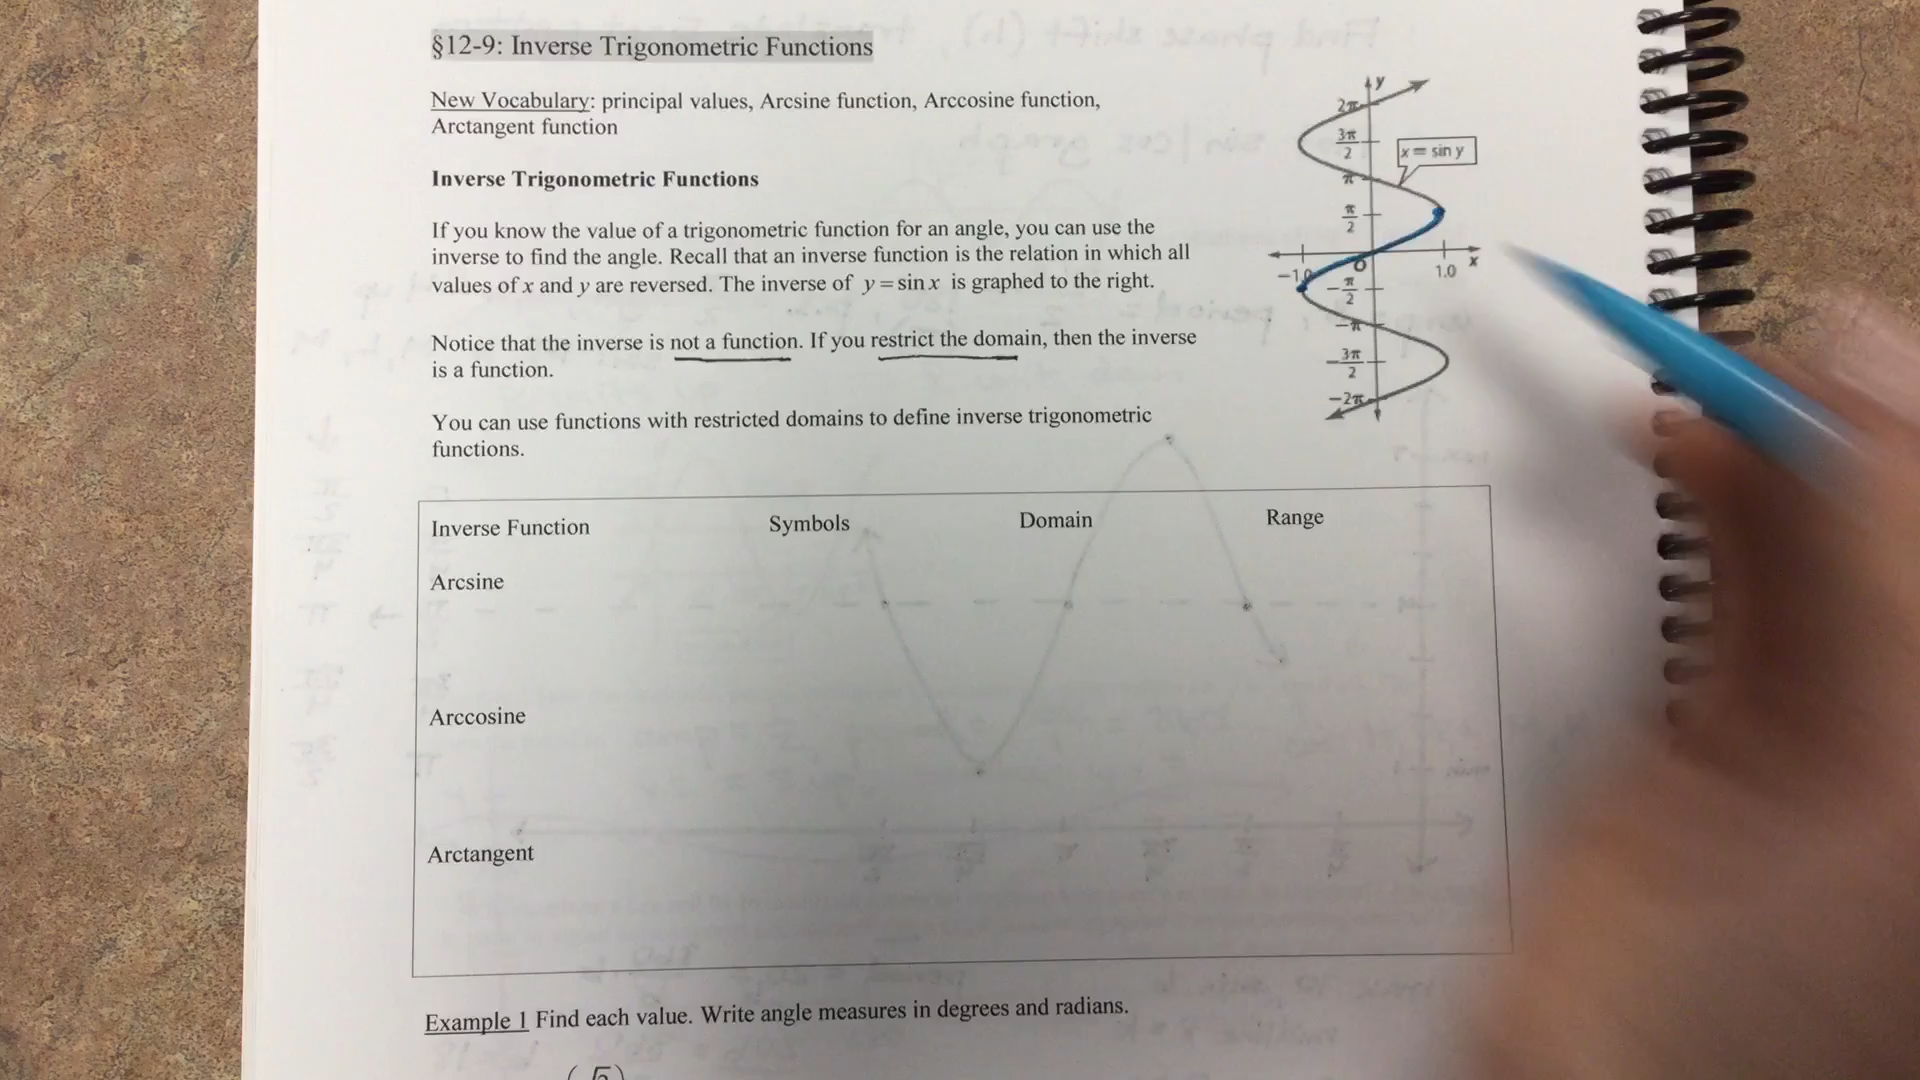 §12-9: Inverse Trigonometric Functions
New Vocabulary: principal values, Arcsine function, Arccosine function,
Arctangent function
Inverse Trigonometric Functions
If you know the value of a trigonometric function for an angle, you can use the
inverse to find the angle. Recall that an inverse function is the relation in which all
values of x and y are reversed. The inverse of y = sin x is graphed to the right.
Notice that the inverse is not a function. If you restrict the domain, then the inverse
is a function.
You can use functions with restricted domains to define inverse trigonometric
functions.
y
2π
3π/2
x = sin y
π
π/2
O
-1.0
1.0 x
-π/2
-π
-3π/2
-2π
Inverse Function Symbols Domain Range
Arcsine
Arccosine
Arctangent
Example 1 Find each value. Write angle measures in degrees and radians.